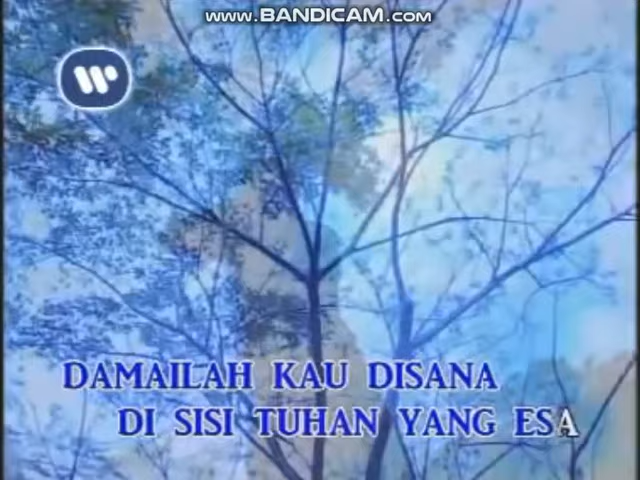 www.BANDICAM.com
W
DAMAILAH KAU DISANA
DI SISI TUHAN YANG ESA